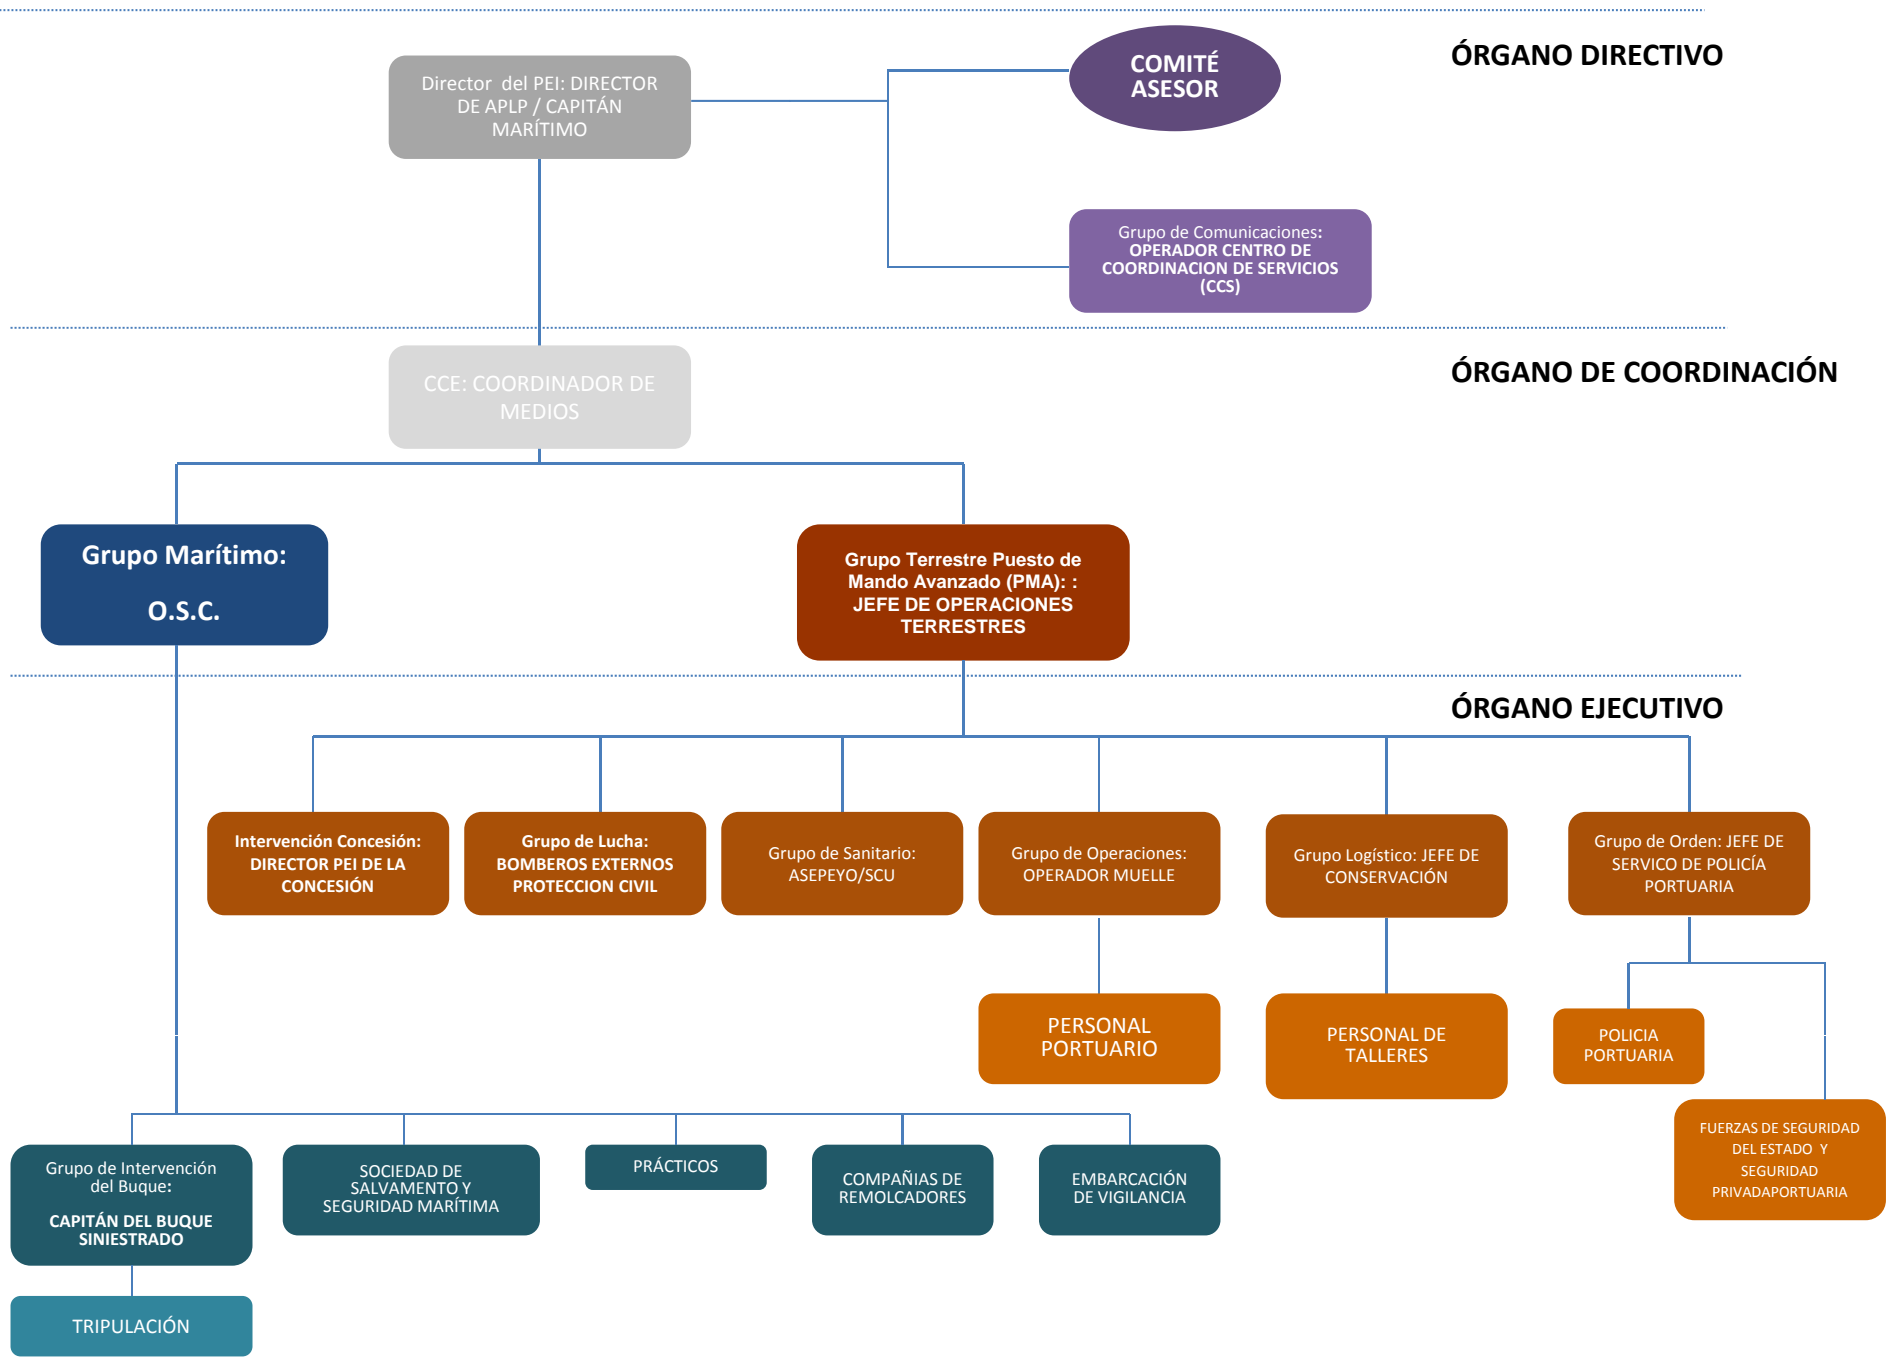 ÓRGANO DIRECTIVO
Director del PEI: DIRECTOR
DE APLP / CAPITÁN
MARÍTIMO
COMITÉ
ASESOR
Grupo de Comunicaciones:
OPERADOR CENTRO DE
COORDINACION DE SERVICIOS
(CCS)
ÓRGANO DE COORDINACIÓN
CCE: COORDINADOR DE
MEDIOS
Grupo Marítimo:
O.S.C.
Grupo Terrestre Puesto de
Mando Avanzado (PMA): :
JEFE DE OPERACIONES
TERRESTRES
ÓRGANO EJECUTIVO
Intervención Concesión:
DIRECTOR PEI DE LA
CONCESIÓN
Grupo de Lucha:
BOMBEROS EXTERNOS
PROTECCION CIVIL
Grupo de Sanitario:
ASEPEYO/SCU
Grupo de Operaciones:
OPERADOR MUELLE
Grupo Logístico: JEFE DE
CONSERVACIÓN
Grupo de Orden: JEFE DE
SERVICO DE POLICÍA
PORTUARIA
PERSONAL
PORTUARIO
PERSONAL DE
TALLERES
POLICIA
PORTUARIA
FUERZAS DE SEGURIDAD
DEL ESTADO Y
SEGURIDAD
PRIVADAPORTUARIA
Grupo de Intervención
del Buque:
CAPITÁN DEL BUQUE
SINIESTRADO
SOCIEDAD DE
SALVAMENTO Y
SEGURIDAD MARÍTIMA
PRÁCTICOS
COMPAÑIAS DE
REMOLCADORES
EMBARCACIÓN
DE VIGILANCIA
TRIPULACIÓN